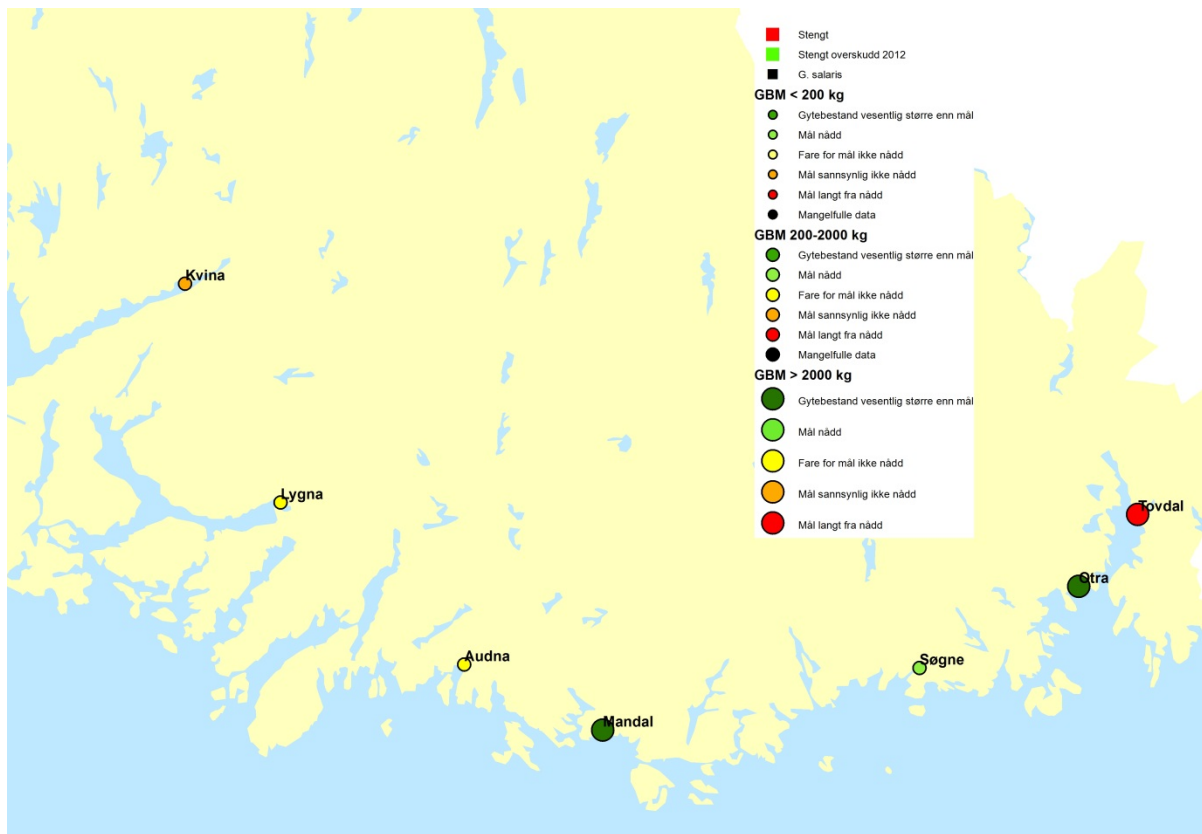 Stengt
Stengt overskudd 2012
G. salaris
GBM < 200 kg
Gytebestand vesentlig større enn mål
Mål nådd
Fare for mål ikke nådd
Mål sannsynlig ikke nådd
Mål langt fra nådd
Mangelfulle data
GBM 200-2000 kg
Gytebestand vesentlig større enn mål
Mål nådd
Fare for mål ikke nådd
Mål sannsynlig ikke nådd
Mål langt fra nådd
Mangelfulle data
GBM > 2000 kg
Gytebestand vesentlig større enn mål
Mål nådd
Fare for mål ikke nådd
Mål sannsynlig ikke nådd
Mål langt fra nådd
Kvina
Lygna
Tovdal
Otra
Audna
Søgne
Mandal